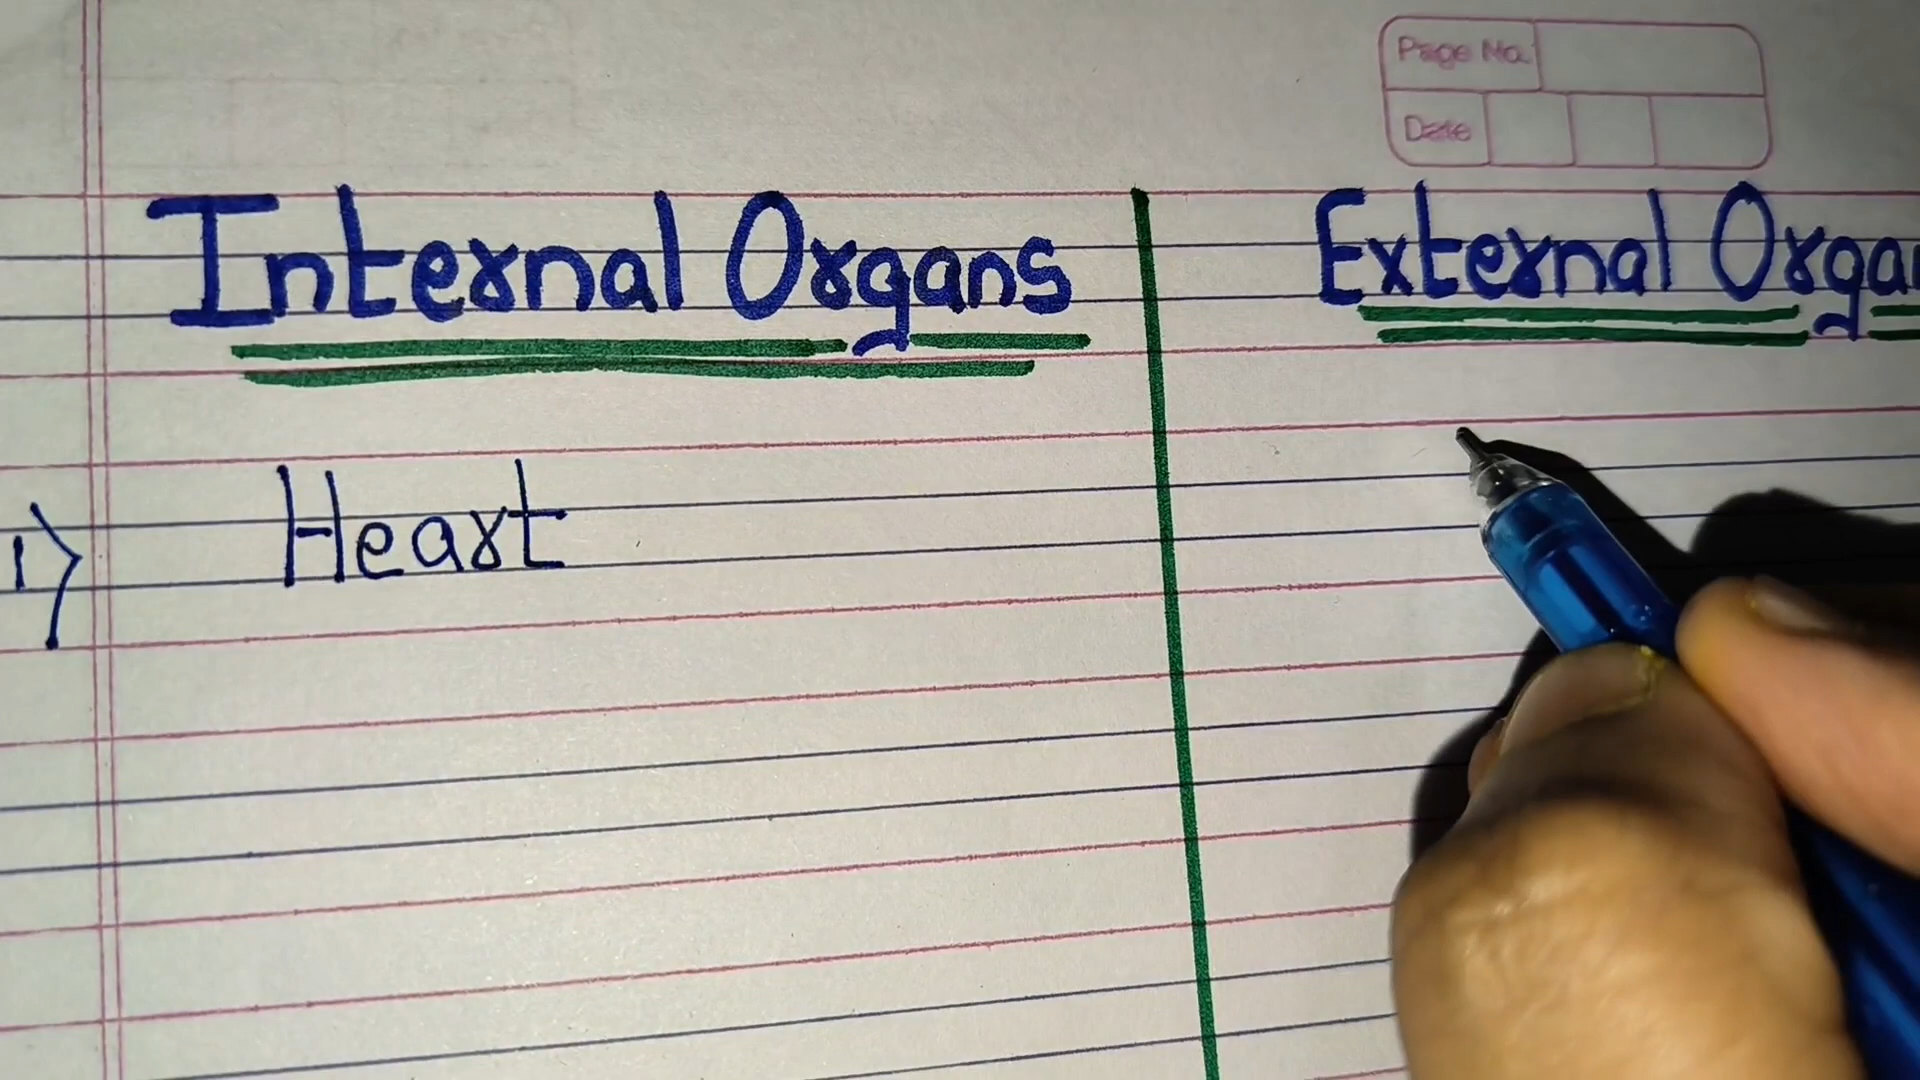 Page No.
Date
Internal Organs
External Orga
1) Heart